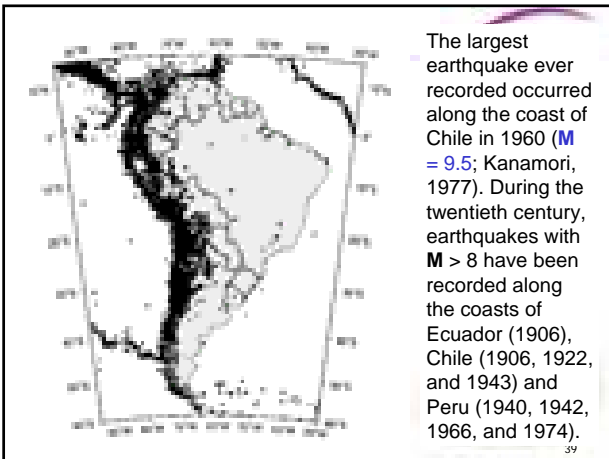 The largest
earthquake ever
recorded occurred
along the coast of
Chile in 1960 (M
= 9.5; Kanamori,
1977). During the
twentieth century,
earthquakes with
M > 8 have been
recorded along
the coasts of
Ecuador (1906),
Chile (1906, 1922,
and 1943) and
Peru (1940, 1942,
1966, and 1974).
39